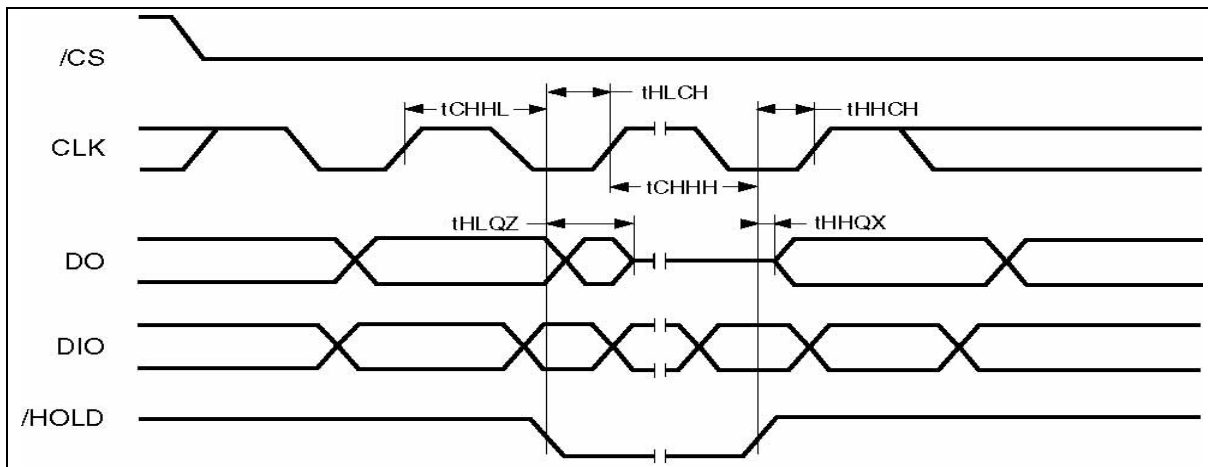 /CS
tHLCH
tHHCH
tCHHL
CLK
tCHHH
tHLQZ
tHHQX
DO
DIO
/HOLD